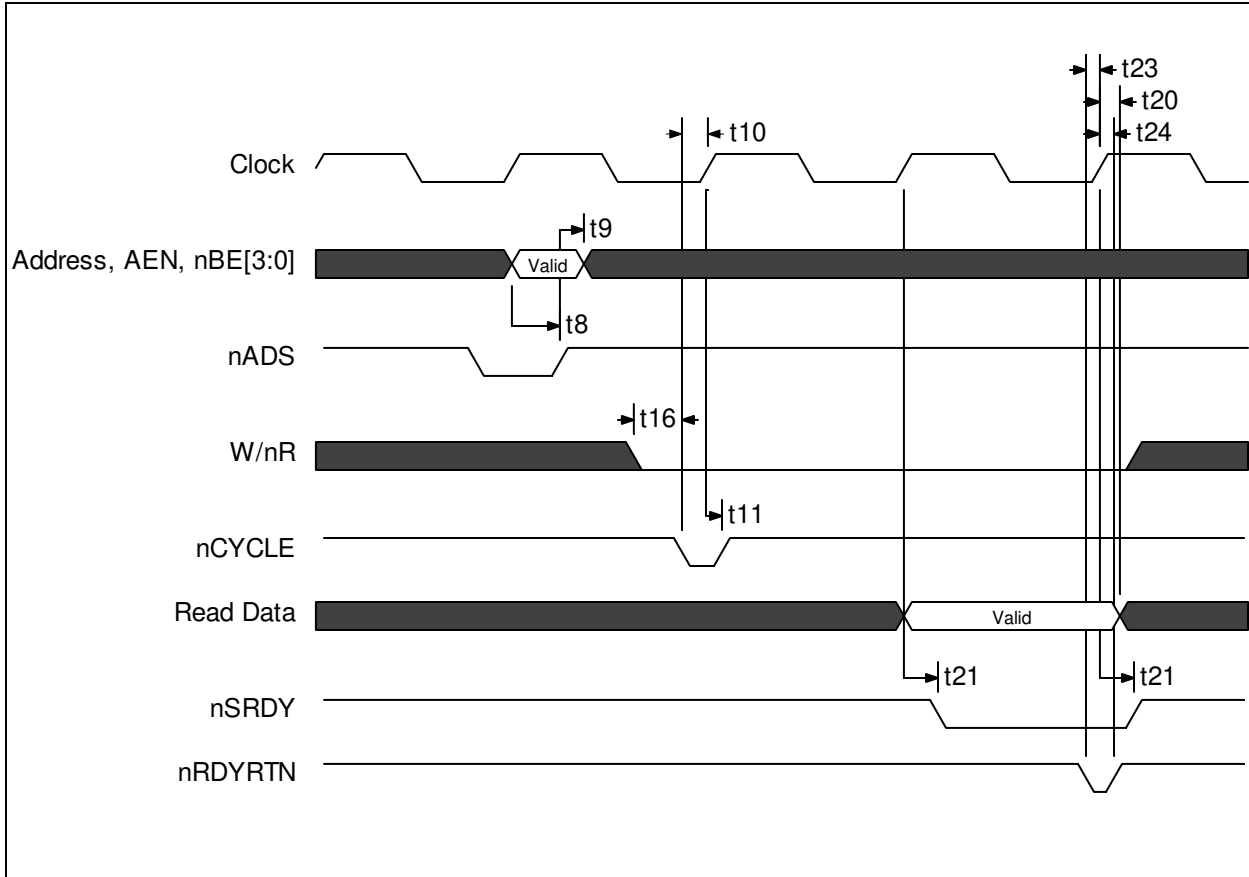 t23
t20
t10
t24
Clock
t9
Address, AEN, nBE[3:0]
Valid
t8
nADS
t16
W/nR
t11
nCYCLE
Read Data
Valid
t21
t21
nSRDY
nRDYRTN